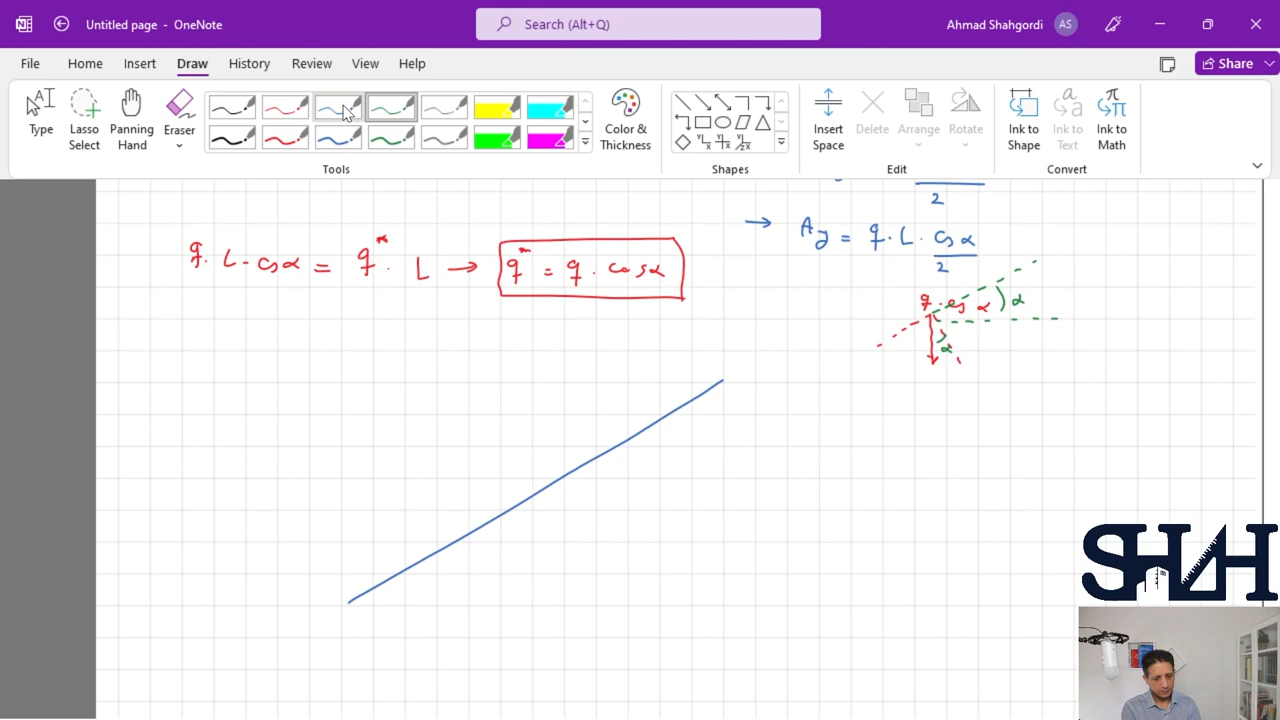 Untitled page - OneNote
Search (Alt+Q)
Ahmad Shahgordi
AS
File Home Insert Draw History Review View Help
Share
Type
Lasso Select
Panning Hand
Eraser
Color & Thickness
Insert Space
Delete
Arrange
Rotate
Ink to Shape
Ink to Text
Ink to Math
Tools
Shapes
Edit
Convert
2
→ Ay = q · L · cos α
2
q · L · cos α = q* · L → q* = q · cos α
q · cos α
α
α
SHAH